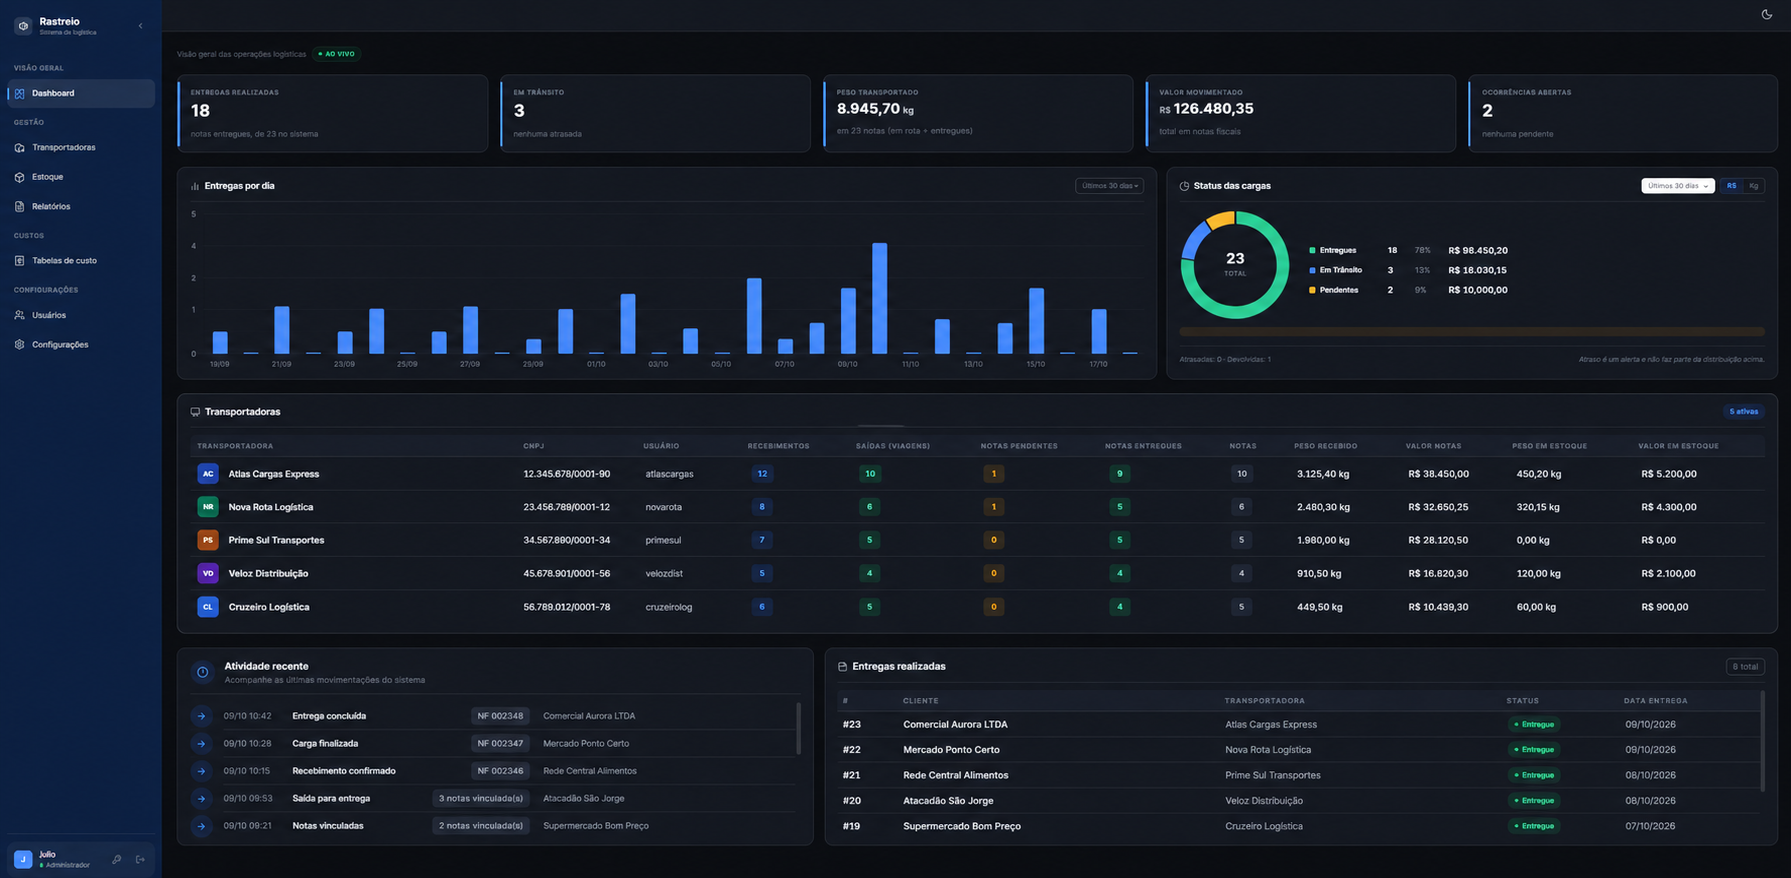 Rastreio
Sistema de logística
VISÃO GERAL
Dashboard
GESTÃO
Transportadoras
Estoque
Relatórios
CUSTOS
Tabelas de custo
CONFIGURAÇÕES
Usuários
Configurações
J
Julio
Administrador
Visão geral das operações logísticas
AO VIVO
ENTREGAS REALIZADAS
18
notas entregues, de 23 no sistema
EM TRÂNSITO
3
nenhuma atrasada
PESO TRANSPORTADO
8.945,70 kg
em 23 notas (em rota + entregues)
VALOR MOVIMENTADO
R$ 126.480,35
total em notas fiscais
OCORRÊNCIAS ABERTAS
2
nenhuma pendente
Entregas por dia
Últimos 30 dias
5
4
2
1
0
19/09 21/09 23/09 25/09 27/09 29/09 01/10 03/10 05/10 07/10 09/10 11/10 13/10 15/10 17/10
Status das cargas
Últimos 30 dias
R$ Kg
23
TOTAL
Entregues 18 78% R$ 98.450,20
Em Trânsito 3 13% R$ 18.030,15
Pendentes 2 9% R$ 10,000,00
Atrasadas: 0 · Devolvidas: 1
Atraso é um alerta e não faz parte da distribuição acima.
Transportadoras
5 ativas
TRANSPORTADORA CNPJ USUÁRIO RECEBIMENTOS SAÍDAS (VIAGENS) NOTAS PENDENTES NOTAS ENTREGUES NOTAS PESO RECEBIDO VALOR NOTAS PESO EM ESTOQUE VALOR EM ESTOQUE
AC Atlas Cargas Express 12.345.678/0001-90 atlascargas 12 10 1 9 10 3.125,40 kg R$ 38.450,00 450,20 kg R$ 5.200,00
NR Nova Rota Logística 23.456.789/0001-12 novarota 8 6 1 5 6 2.480,30 kg R$ 32.650,25 320,15 kg R$ 4.300,00
PS Prime Sul Transportes 34.567.890/0001-34 primesul 7 5 0 5 5 1.980,00 kg R$ 28.120,50 0,00 kg R$ 0,00
VD Veloz Distribuição 45.678.901/0001-56 velozdist 5 4 0 4 4 910,50 kg R$ 16.820,30 120,00 kg R$ 2.100,00
CL Cruzeiro Logística 56.789.012/0001-78 cruzeirolog 6 5 0 4 5 449,50 kg R$ 10.439,30 60,00 kg R$ 900,00
Atividade recente
Acompanhe as últimas movimentações do sistema
09/10 10:42 Entrega concluída NF 002348 Comercial Aurora LTDA
09/10 10:28 Carga finalizada NF 002347 Mercado Ponto Certo
09/10 10:15 Recebimento confirmado NF 002346 Rede Central Alimentos
09/10 09:53 Saída para entrega 3 notas vinculada(s) Atacadão São Jorge
09/10 09:21 Notas vinculadas 2 notas vinculada(s) Supermercado Bom Preço
Entregas realizadas
8 total
# CLIENTE TRANSPORTADORA STATUS DATA ENTREGA
#23 Comercial Aurora LTDA Atlas Cargas Express Entregue 09/10/2026
#22 Mercado Ponto Certo Nova Rota Logística Entregue 09/10/2026
#21 Rede Central Alimentos Prime Sul Transportes Entregue 08/10/2026
#20 Atacadão São Jorge Veloz Distribuição Entregue 08/10/2026
#19 Supermercado Bom Preço Cruzeiro Logística Entregue 07/10/2026